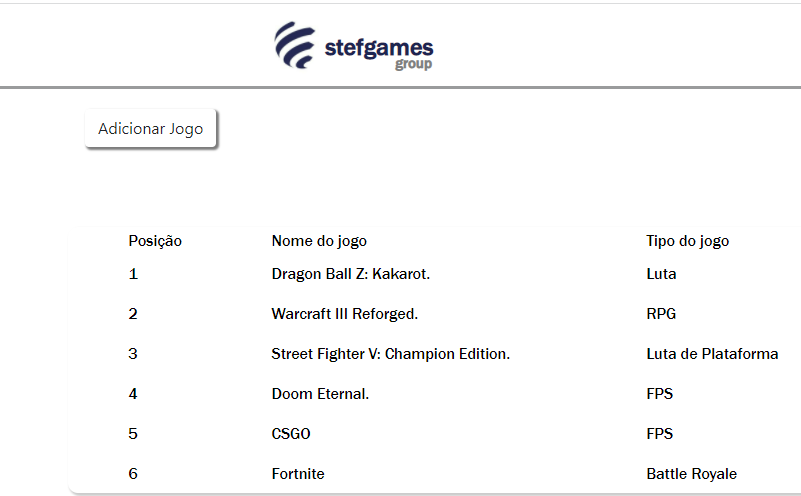 stefgames
group
Adicionar Jogo
Posição Nome do jogo Tipo do jogo
1 Dragon Ball Z: Kakarot. Luta
2 Warcraft III Reforged. RPG
3 Street Fighter V: Champion Edition. Luta de Plataforma
4 Doom Eternal. FPS
5 CSGO FPS
6 Fortnite Battle Royale